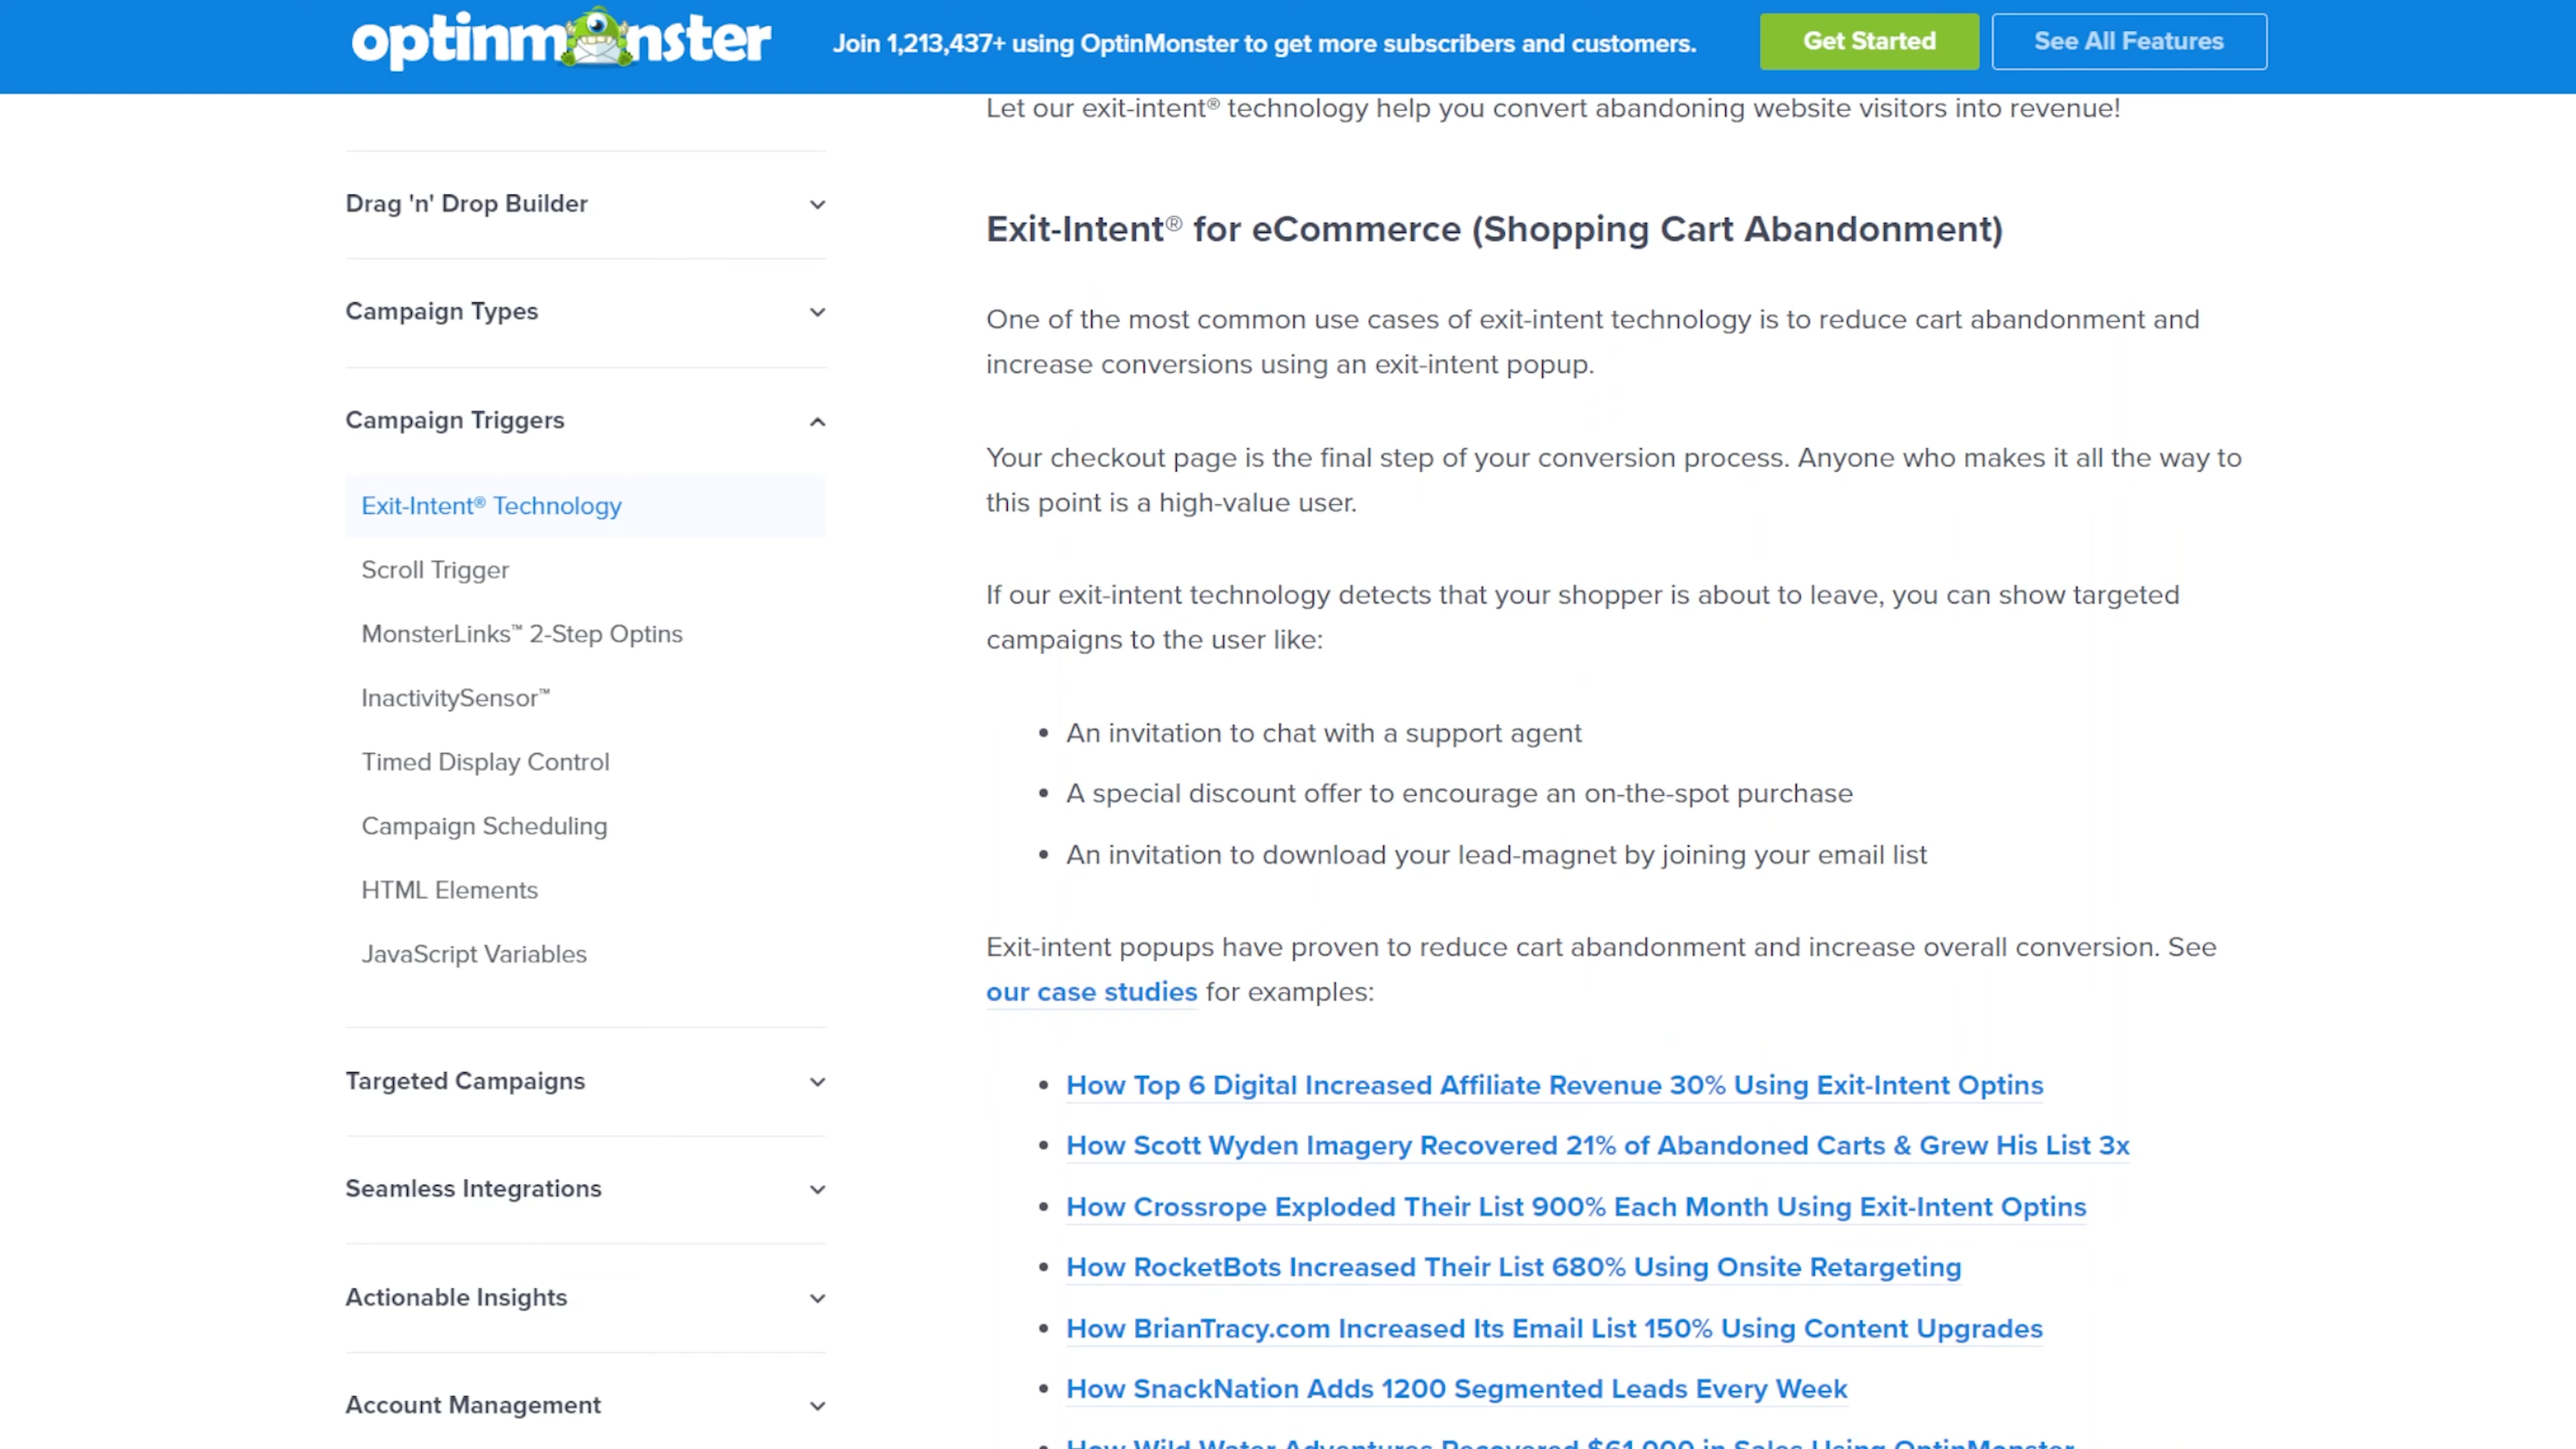 optinmonster
Join 1,213,437+ using OptinMonster to get more subscribers and customers.
Get Started
See All Features
Drag 'n' Drop Builder
Campaign Types
Campaign Triggers
Exit-Intent® Technology
Scroll Trigger
MonsterLinks™ 2-Step Optins
InactivitySensor™
Timed Display Control
Campaign Scheduling
HTML Elements
JavaScript Variables
Targeted Campaigns
Seamless Integrations
Actionable Insights
Account Management
Let our exit-intent® technology help you convert abandoning website visitors into revenue!
Exit-Intent® for eCommerce (Shopping Cart Abandonment)
One of the most common use cases of exit-intent technology is to reduce cart abandonment and
increase conversions using an exit-intent popup.
Your checkout page is the final step of your conversion process. Anyone who makes it all the way to
this point is a high-value user.
If our exit-intent technology detects that your shopper is about to leave, you can show targeted
campaigns to the user like:
• An invitation to chat with a support agent
• A special discount offer to encourage an on-the-spot purchase
• An invitation to download your lead-magnet by joining your email list
Exit-intent popups have proven to reduce cart abandonment and increase overall conversion. See
our case studies for examples:
• How Top 6 Digital Increased Affiliate Revenue 30% Using Exit-Intent Optins
• How Scott Wyden Imagery Recovered 21% of Abandoned Carts & Grew His List 3x
• How Crossrope Exploded Their List 900% Each Month Using Exit-Intent Optins
• How RocketBots Increased Their List 680% Using Onsite Retargeting
• How BrianTracy.com Increased Its Email List 150% Using Content Upgrades
• How SnackNation Adds 1200 Segmented Leads Every Week
• How Wild Water Adventures Recovered $61,000 in Sales Using OptinMonster